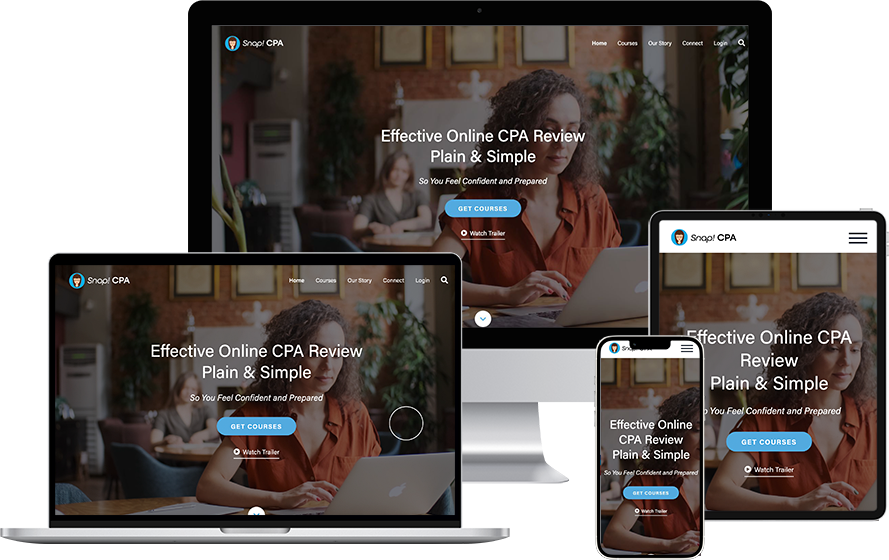 Snap! CPA
Home Courses Our Story Connect Login
Effective Online CPA Review
Plain & Simple
So You Feel Confident and Prepared
GET COURSES
Watch Trailer
Snap! CPA
Home Courses Our Story Connect Login
Effective Online CPA Review
Plain & Simple
So You Feel Confident and Prepared
GET COURSES
Watch Trailer
Snap! CPA
Effective Online CPA
Review
Plain & Simple
You Feel Confident and Prepared
GET COURSES
Watch Trailer
Effective Online
CPA Review
Plain & Simple
So You Feel Confident and Prepared
GET COURSES
Watch Trailer